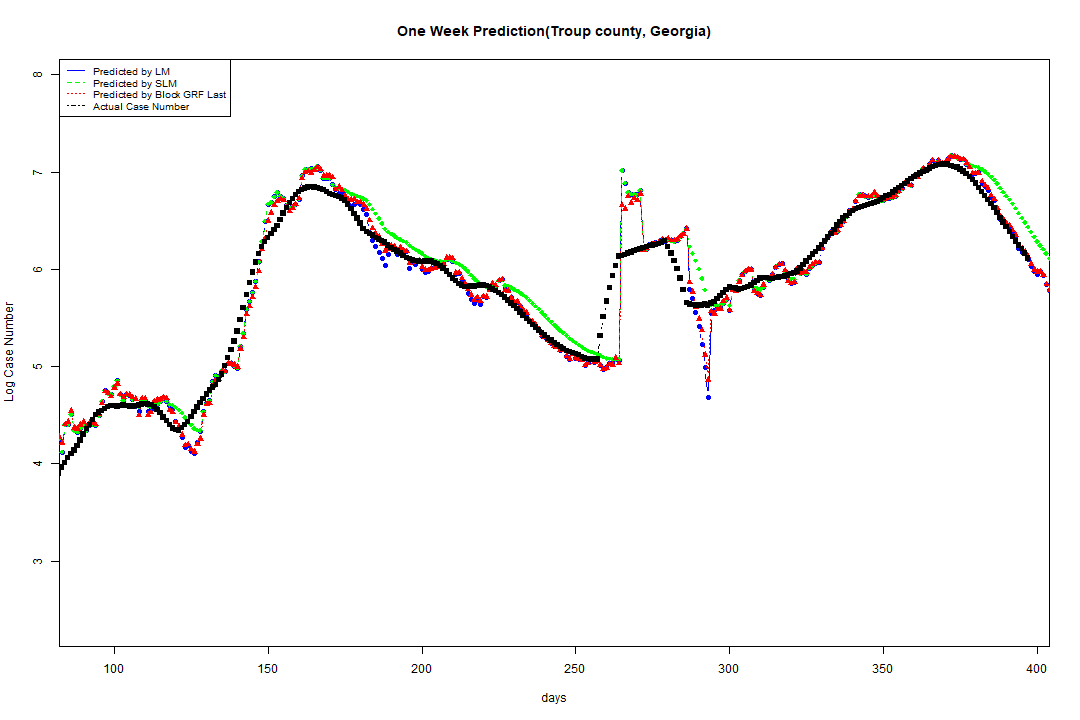 One Week Prediction(Troup county, Georgia)
Predicted by LM
Predicted by SLM
Predicted by Block GRF Last
Actual Case Number
8
7
6
5
4
3
Log Case Number
100 150 200 250 300 350 400
days